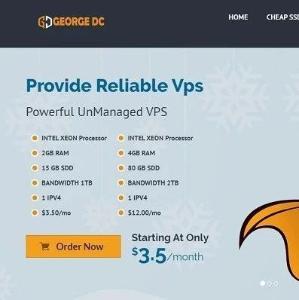 GEORGE DC
HOME
CHEAP SSD
Provide Reliable Vps
Powerful UnManaged VPS
INTEL XEON Processor
2GB RAM
15 GB SDD
BANDWIDTH 1TB
1 IPV4
$3.50/mo
INTEL XEON Processor
4GB RAM
80 GB SDD
BANDWIDTH 2TB
1 IPV4
$12.00/mo
Order Now
Starting At Only
$3.5/month